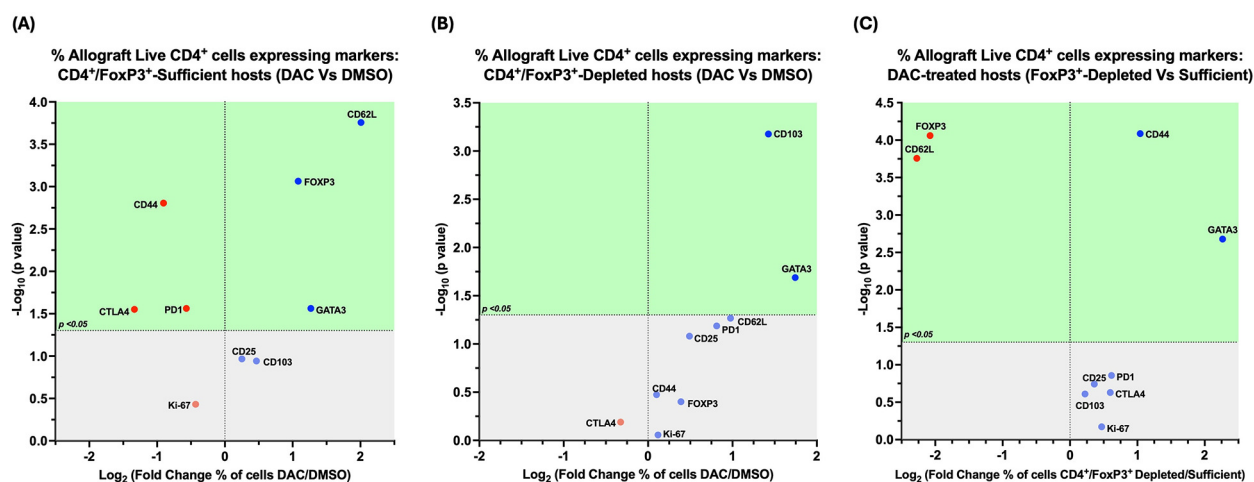 (A)
% Allograft Live CD4⁺ cells expressing markers:
CD4⁺/FoxP3⁺-Sufficient hosts (DAC Vs DMSO)
4.0
3.5
3.0
2.5
2.0
1.5
1.0
0.5
0.0
-Log₁₀ (p value)
CD62L
FOXP3
CD44
CTLA4
PD1
GATA3
p <0.05
CD25
CD103
Ki-67
-2
-1
0
1
2
Log₂ (Fold Change % of cells DAC/DMSO)
(B)
% Allograft Live CD4⁺ cells expressing markers:
CD4⁺/FoxP3⁺-Depleted hosts (DAC Vs DMSO)
3.5
3.0
2.5
2.0
1.5
1.0
0.5
0.0
-Log₁₀ (p value)
CD103
GATA3
p <0.05
CD62L
PD1
CD25
CD44
FOXP3
CTLA4
Ki-67
-2
-1
0
1
2
Log₂ (Fold Change % of cells DAC/DMSO)
(C)
% Allograft Live CD4⁺ cells expressing markers:
DAC-treated hosts (FoxP3⁺-Depleted Vs Sufficient)
4.5
4.0
3.5
3.0
2.5
2.0
1.5
1.0
0.5
0.0
-Log₁₀ (p value)
FOXP3
CD62L
CD44
GATA3
p <0.05
CD25
PD1
CTLA4
CD103
Ki-67
-2
-1
0
1
2
Log₂ (Fold Change % of cells CD4⁺/FoxP3⁺ Depleted/Sufficient)